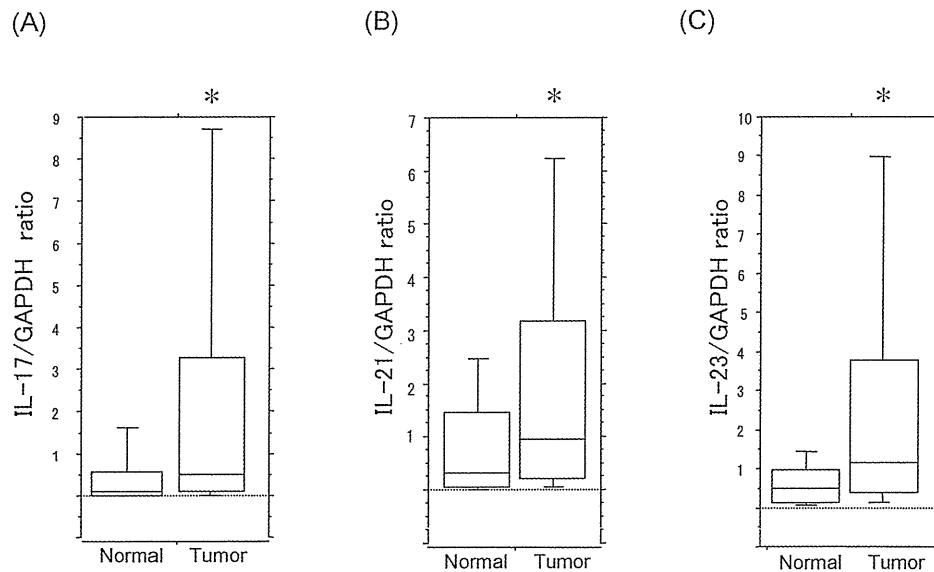 (A)
(B)
(C)
*
*
*
IL-17/GAPDH ratio
9
8
7
6
5
4
3
2
1
Normal
Tumor
IL-21/GAPDH ratio
7
6
5
4
3
2
1
Normal
Tumor
IL-23/GAPDH ratio
10
9
8
7
6
5
4
3
2
1
Normal
Tumor